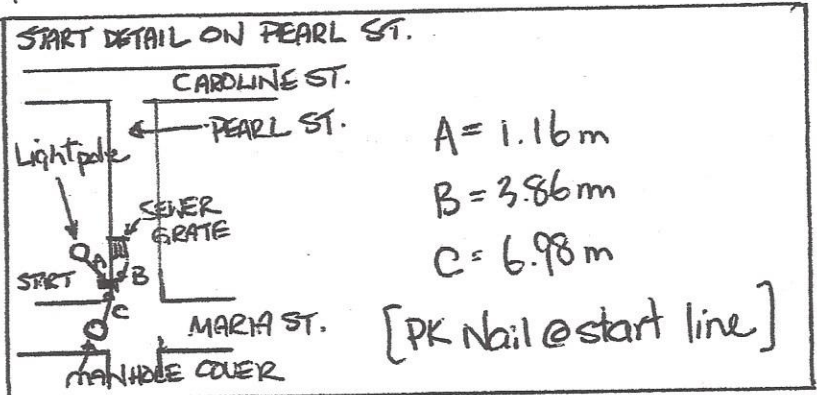 START DETAIL ON PEARL ST.
CAROLINE ST.
PEARL ST.
Lightpole
A = 1.16 m
B = 3.86 m
C = 6.98 m
SEWER
GRATE
A
START
B
C
MARIA ST.
[PK Nail @ start line]
MANHOLE COVER